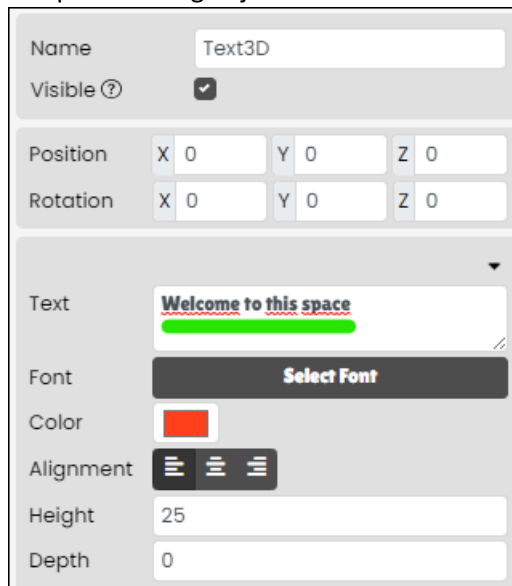 Name Text3D
Visible ?
Position X 0 Y 0 Z 0
Rotation X 0 Y 0 Z 0
Text Welcome to this space
Font Select Font
Color
Alignment
Height 25
Depth 0